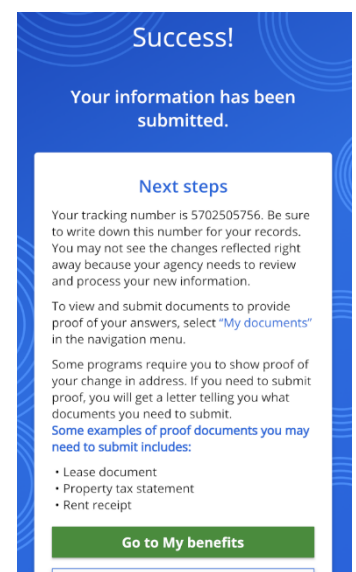 Success!
Your information has been
submitted.
Next steps
Your tracking number is 5702505756. Be sure
to write down this number for your records.
You may not see the changes reflected right
away because your agency needs to review
and process your new information.
To view and submit documents to provide
proof of your answers, select “My documents”
in the navigation menu.
Some programs require you to show proof of
your change in address. If you need to submit
proof, you will get a letter telling you what
documents you need to submit.
Some examples of proof documents you may
need to submit includes:
• Lease document
• Property tax statement
• Rent receipt
Go to My benefits